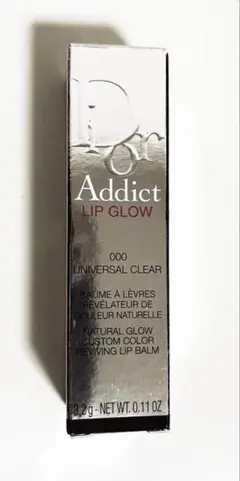 Dior
Addict
LIP GLOW
000
UNIVERSAL CLEAR
BAUME À LÈVRES
RÉVÉLATEUR DE
COULEUR NATURELLE
NATURAL GLOW
CUSTOM COLOR
REVIVING LIP BALM
3,2 g - NET WT. 0.11 OZ